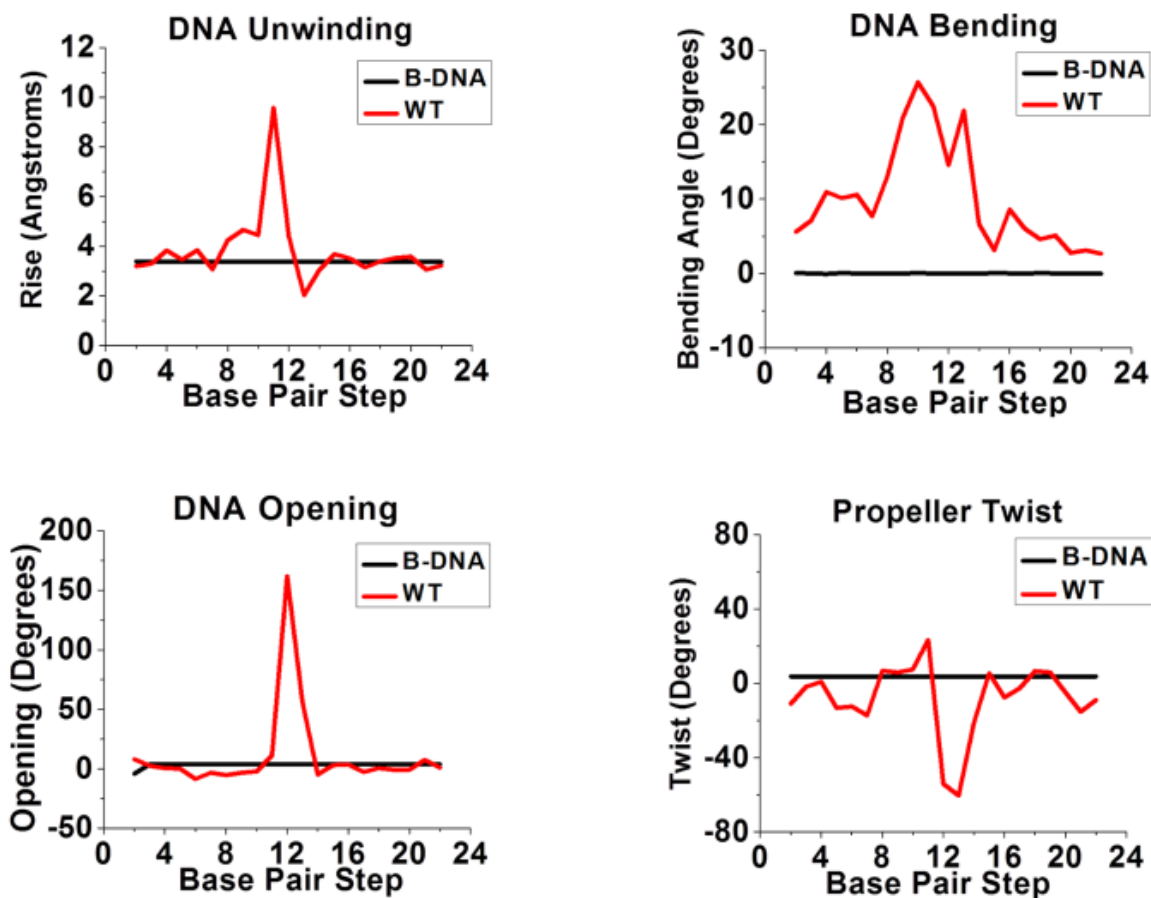 DNA Unwinding
Rise (Angstroms)
12
10
8
6
4
2
0
B-DNA
WT
0 4 8 12 16 20 24
Base Pair Step
DNA Bending
Bending Angle (Degrees)
30
20
10
0
-10
B-DNA
WT
0 4 8 12 16 20 24
Base Pair Step
DNA Opening
Opening (Degrees)
200
150
100
50
0
-50
B-DNA
WT
0 4 8 12 16 20 24
Base Pair Step
Propeller Twist
Twist (Degrees)
80
40
0
-40
-80
B-DNA
WT
0 4 8 12 16 20 24
Base Pair Step